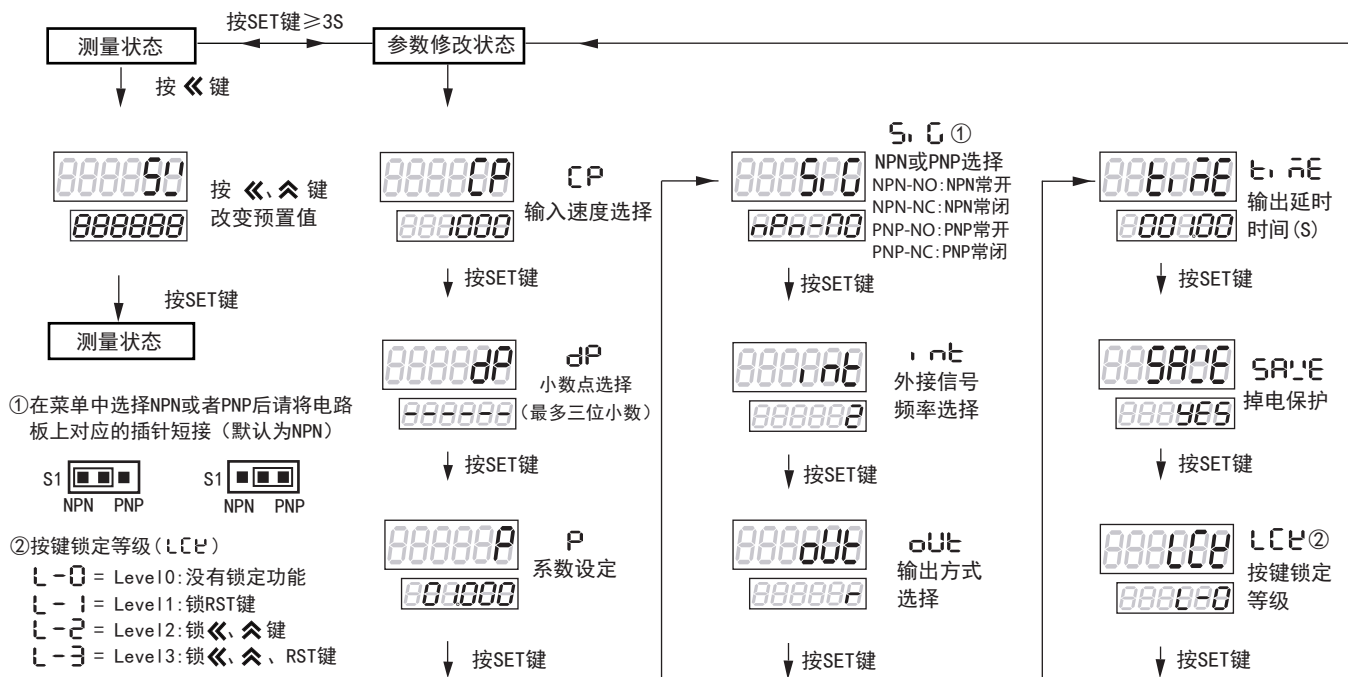 测量状态
按SET键≥3S
参数修改状态
按 键
SV
888888
按 、 键
改变预置值
按SET键
测量状态
①在菜单中选择NPN或者PNP后请将电路
板上对应的插针短接（默认为NPN）
S1
NPN PNP
S1
NPN PNP
②按键锁定等级(LCK)
L-0 = Level0:没有锁定功能
L-1 = Level1:锁RST键
L-2 = Level2:锁 、 键
L-3 = Level3:锁 、 、RST键
CP
1000
CP
输入速度选择
按SET键
dP
------
dP
小数点选择
(最多三位小数)
按SET键
P
01.000
P
系数设定
按SET键
SiG
nPn-nO
SiG ①
NPN或PNP选择
NPN-NO:NPN常开
NPN-NC:NPN常闭
PNP-NO:PNP常开
PNP-NC:PNP常闭
按SET键
int
2
int
外接信号
频率选择
按SET键
oUt
r
oUt
输出方式
选择
按SET键
timE
001.00
timE
输出延时
时间(S)
按SET键
SAVE
yES
SAVE
掉电保护
按SET键
LCK
L-0
LCK②
按键锁定
等级
按SET键